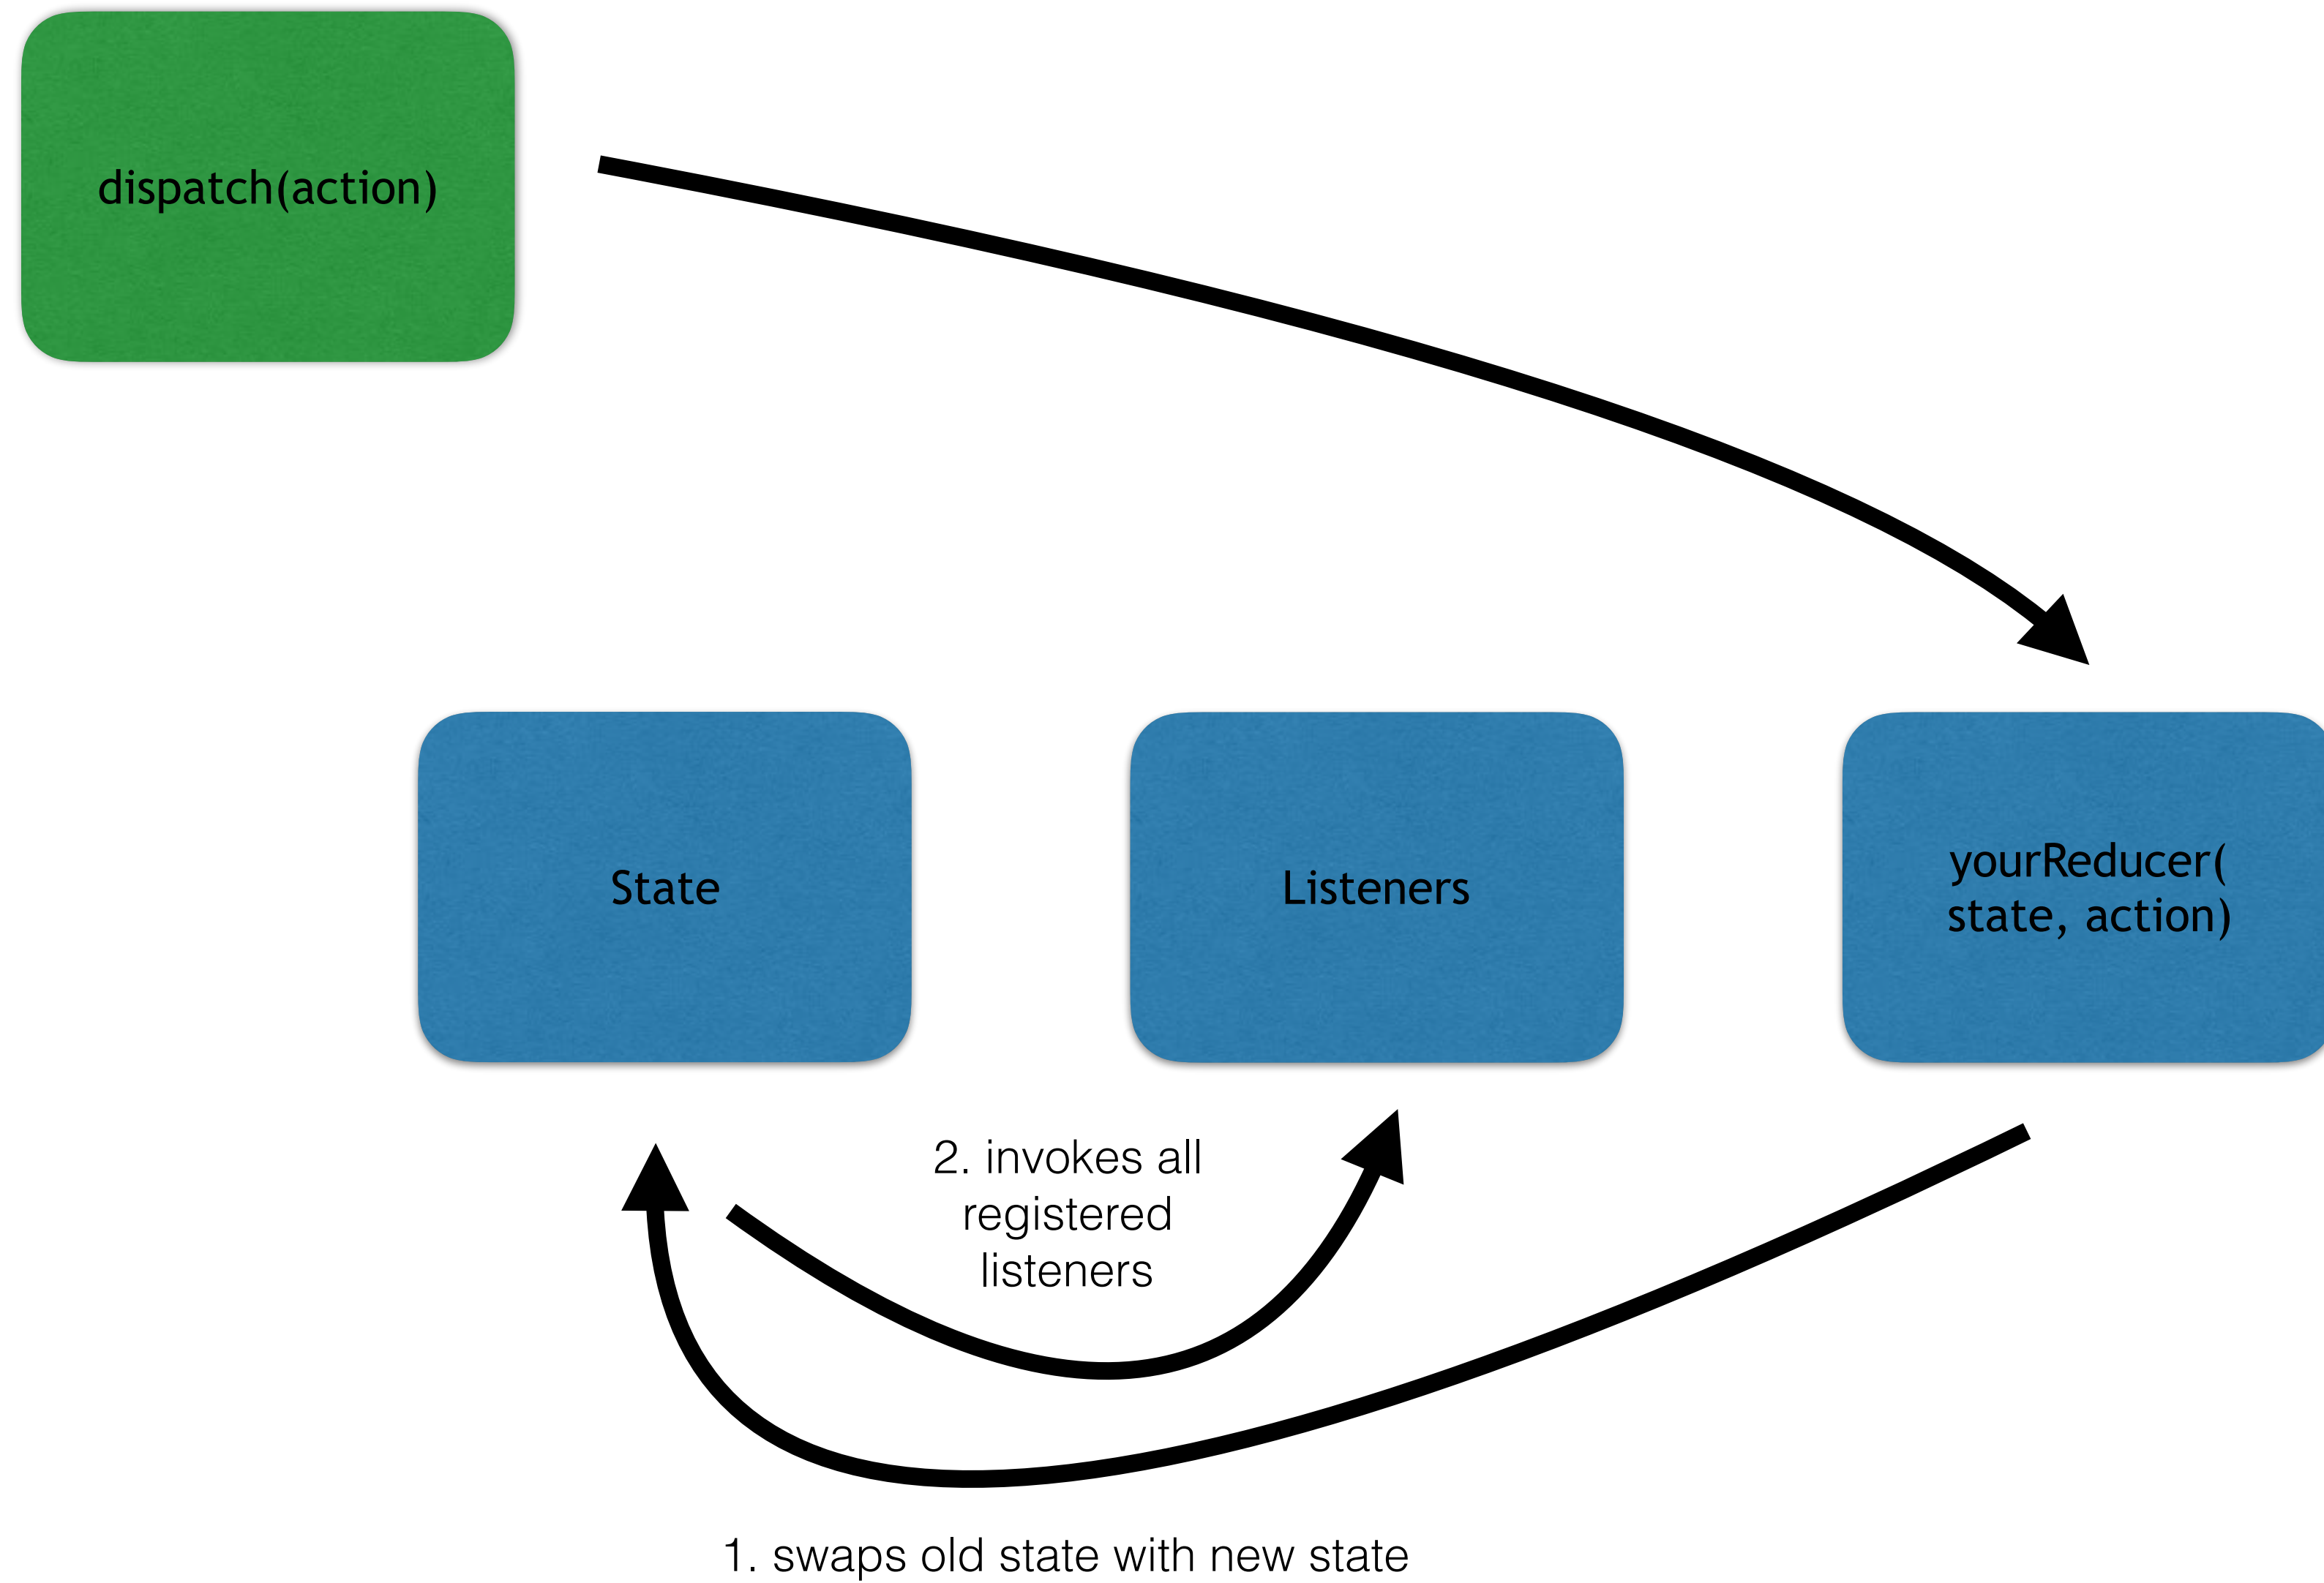 dispatch(action)
State
Listeners
yourReducer(
state, action)
2. invokes all
registered
listeners
1. swaps old state with new state